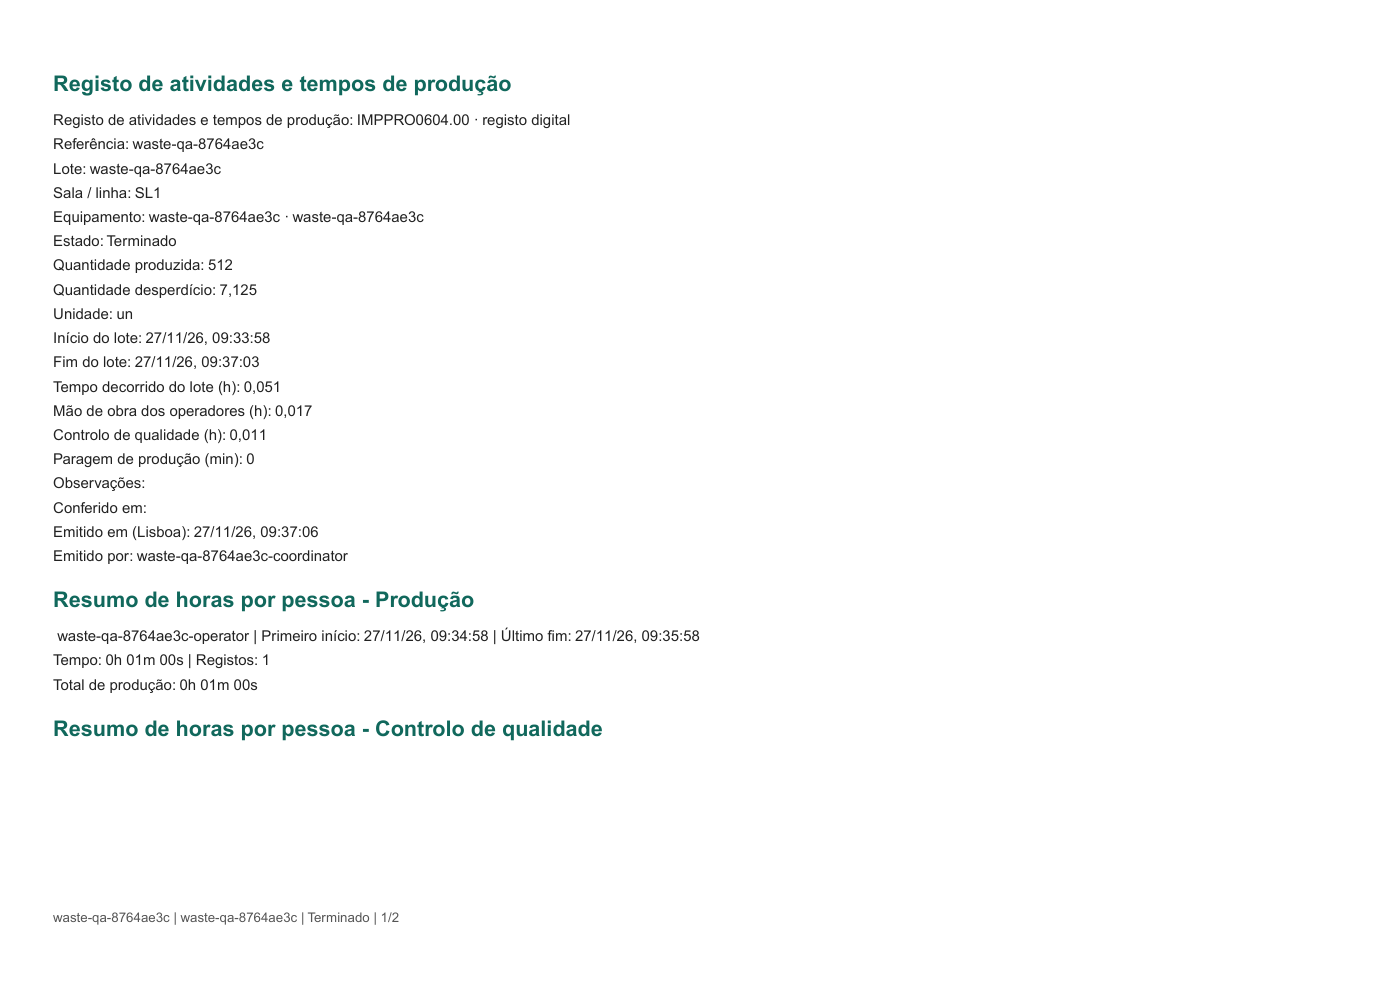 Registo de atividades e tempos de produção
Registo de atividades e tempos de produção: IMPPRO0604.00 · registo digital
Referência: waste-qa-8764ae3c
Lote: waste-qa-8764ae3c
Sala / linha: SL1
Equipamento: waste-qa-8764ae3c · waste-qa-8764ae3c
Estado: Terminado
Quantidade produzida: 512
Quantidade desperdício: 7,125
Unidade: un
Início do lote: 27/11/26, 09:33:58
Fim do lote: 27/11/26, 09:37:03
Tempo decorrido do lote (h): 0,051
Mão de obra dos operadores (h): 0,017
Controlo de qualidade (h): 0,011
Paragem de produção (min): 0
Observações:
Conferido em:
Emitido em (Lisboa): 27/11/26, 09:37:06
Emitido por: waste-qa-8764ae3c-coordinator
Resumo de horas por pessoa - Produção
waste-qa-8764ae3c-operator | Primeiro início: 27/11/26, 09:34:58 | Último fim: 27/11/26, 09:35:58
Tempo: 0h 01m 00s | Registos: 1
Total de produção: 0h 01m 00s
Resumo de horas por pessoa - Controlo de qualidade
waste-qa-8764ae3c | waste-qa-8764ae3c | Terminado | 1/2